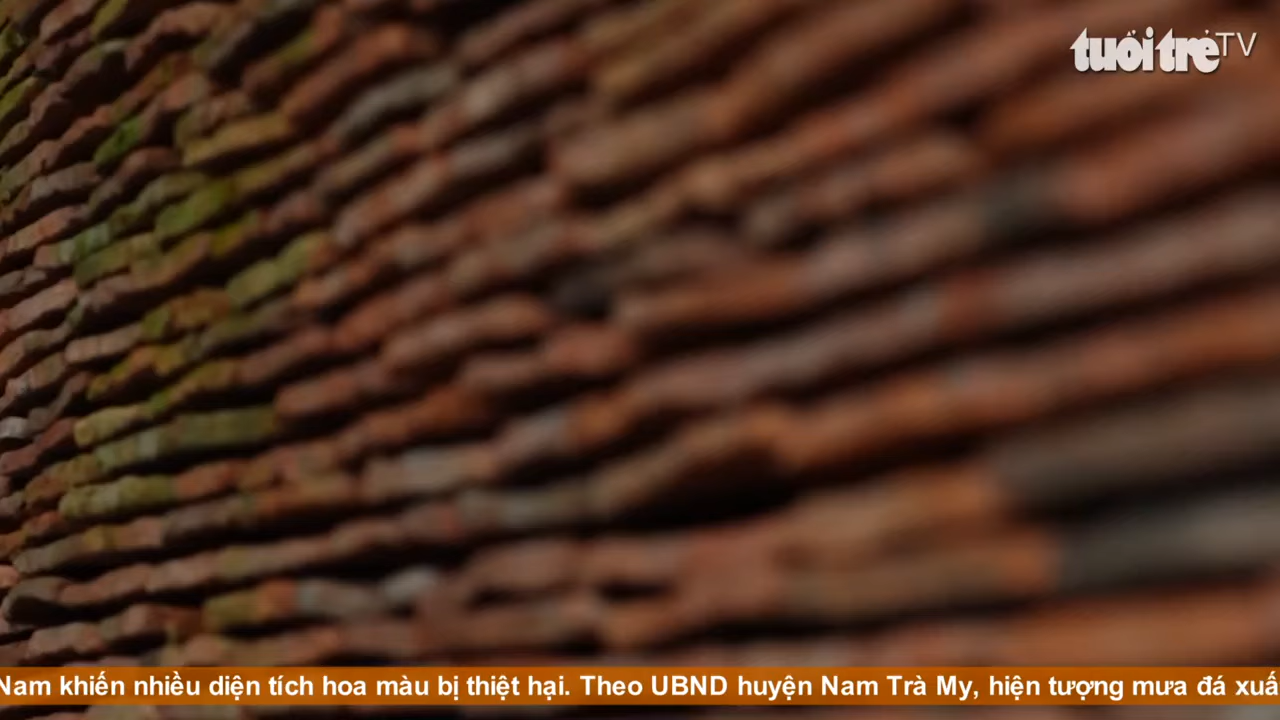 tuổi trẻ TV
Nam khiến nhiều diện tích hoa màu bị thiệt hại. Theo UBND huyện Nam Trà My, hiện tượng mưa đá